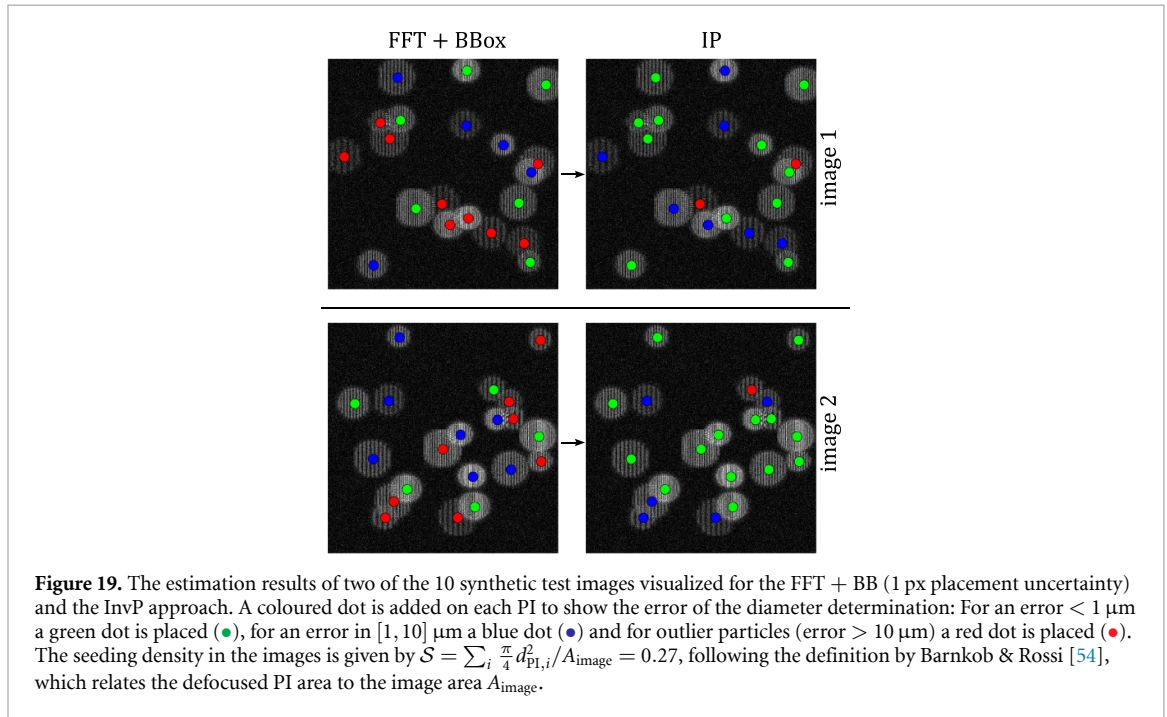 FFT + BBox
IP
image 1
image 2
Figure 19. The estimation results of two of the 10 synthetic test images visualized for the FFT + BB (1 px placement uncertainty)
and the InvP approach. A coloured dot is added on each PI to show the error of the diameter determination: For an error < 1 μm
a green dot is placed (●), for an error in [1, 10] μm a blue dot (●) and for outlier particles (error > 10 μm) a red dot is placed (●).
The seeding density in the images is given by 𝒮 = ∑ᵢ π/4 d²_PI,i/A_image = 0.27, following the definition by Barnkob & Rossi [54],
which relates the defocused PI area to the image area A_image.